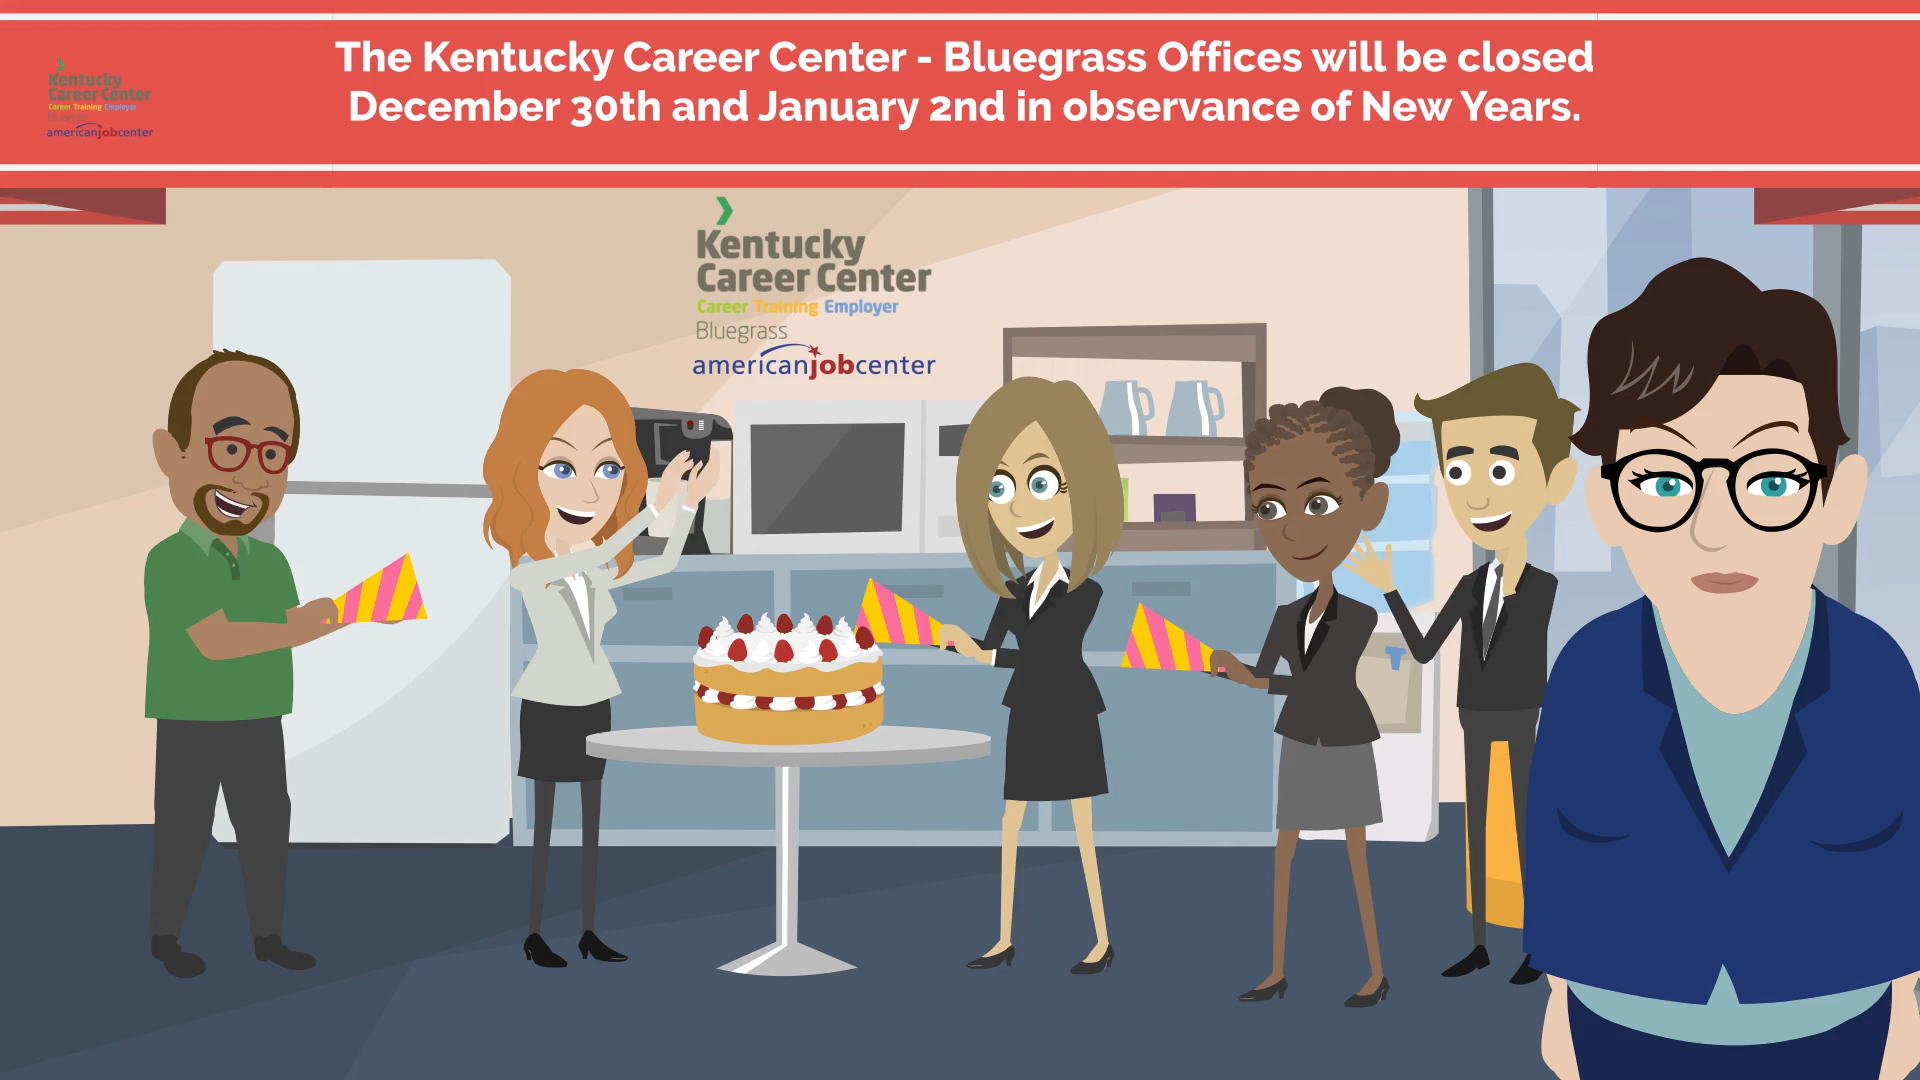 The Kentucky Career Center - Bluegrass Offices will be closed
December 30th and January 2nd in observance of New Years.
Kentucky
Career Center
Career Training Employer
Bluegrass
americanjobcenter
Kentucky
Career Center
Career Training Employer
Bluegrass
americanjobcenter